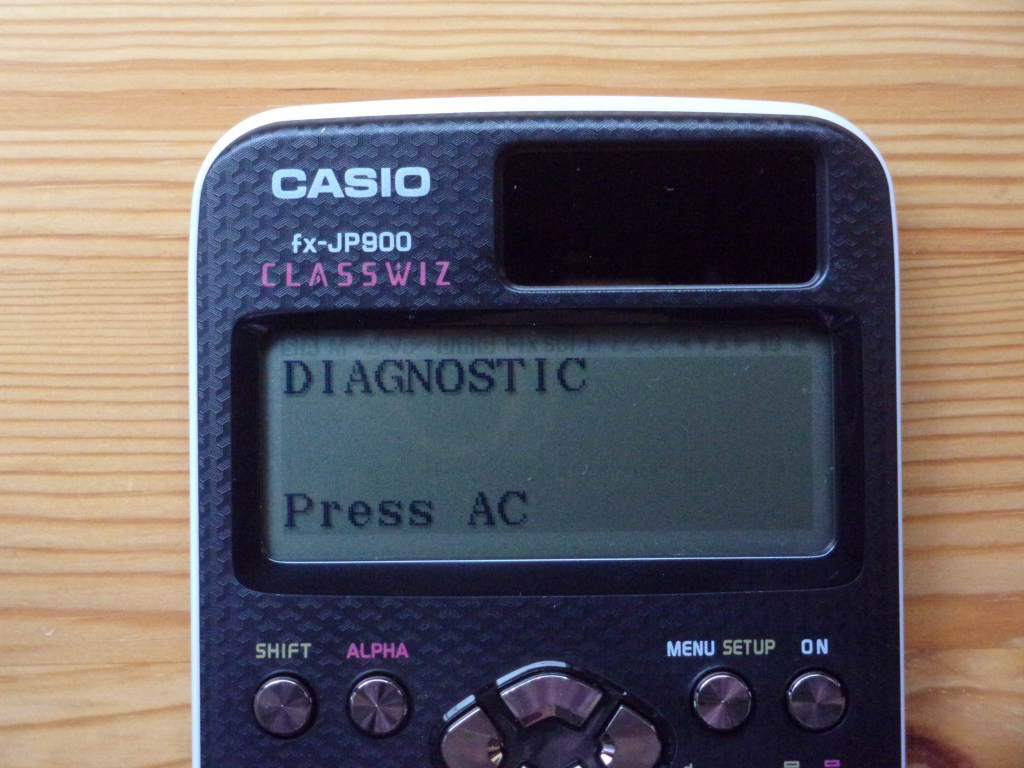 CASIO
fx-JP900
CLASSWIZ
DIAGNOSTIC
Press AC
SHIFT ALPHA MENU SETUP ON